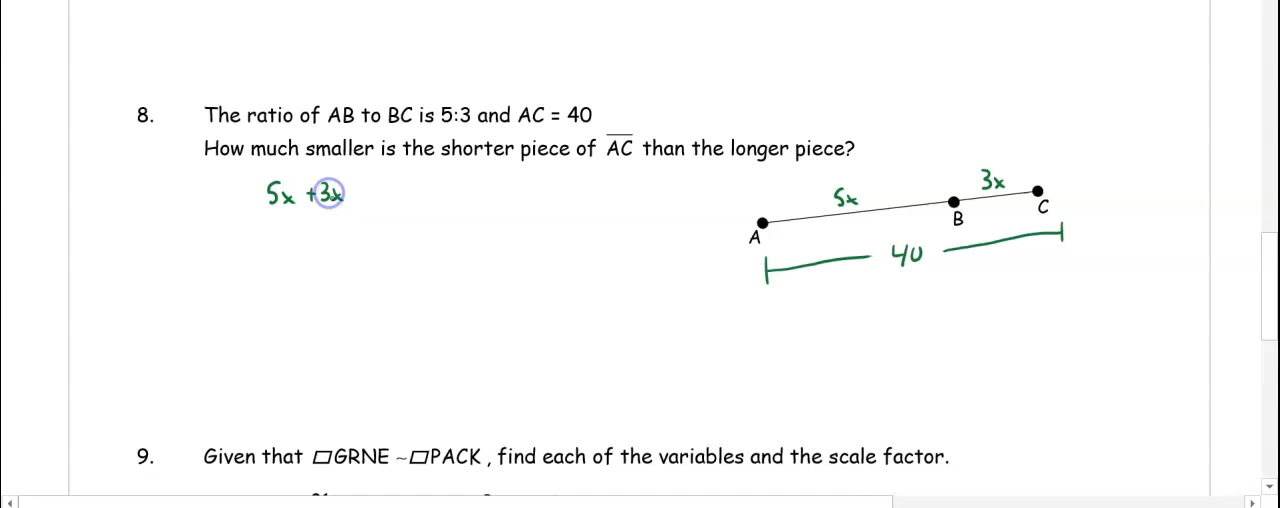 8. The ratio of AB to BC is 5:3 and AC = 40
How much smaller is the shorter piece of AC than the longer piece?
5x + 3x
5x
3x
A
B
C
40
9. Given that ▱GRNE ~ ▱PACK, find each of the variables and the scale factor.